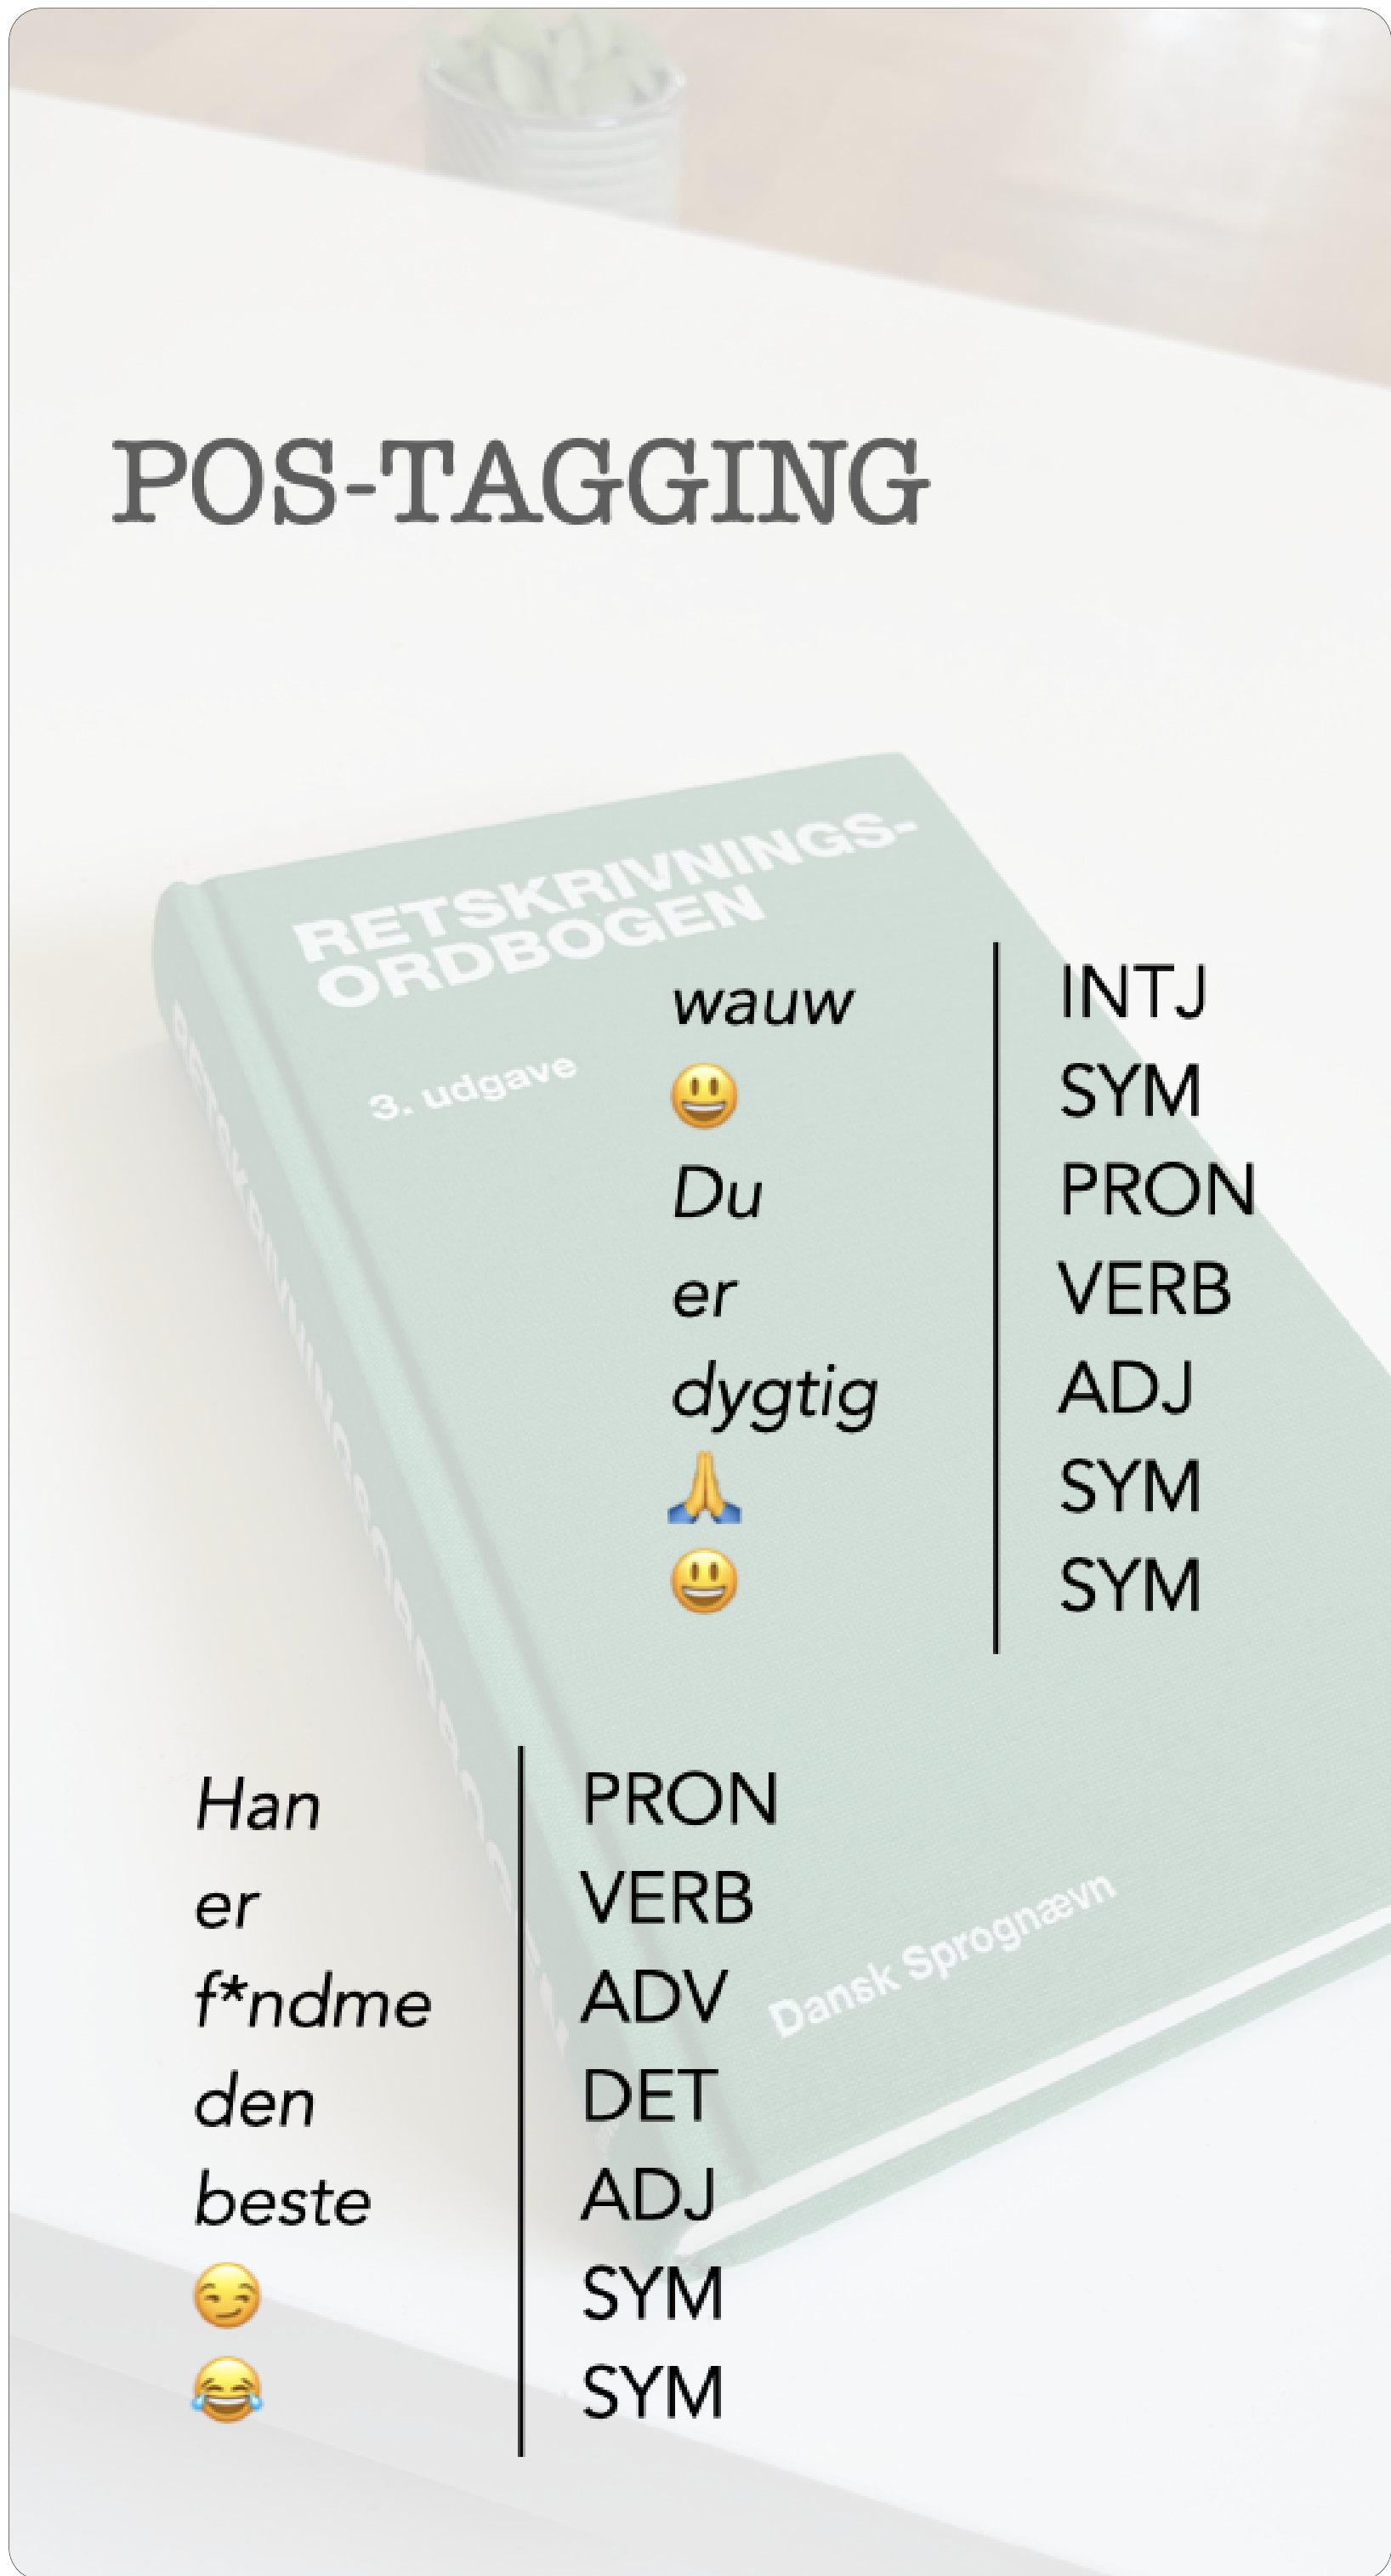 POS-TAGGING
RETSKRIVNINGS-
ORDBOGEN
3. udgave
RETSKRIVNINGSORDBOGEN
Dansk Sprognævn
wauw INTJ
😃 SYM
Du PRON
er VERB
dygtig ADJ
🙏 SYM
😃 SYM
Han PRON
er VERB
f*ndme ADV
den DET
beste ADJ
😏 SYM
😂 SYM